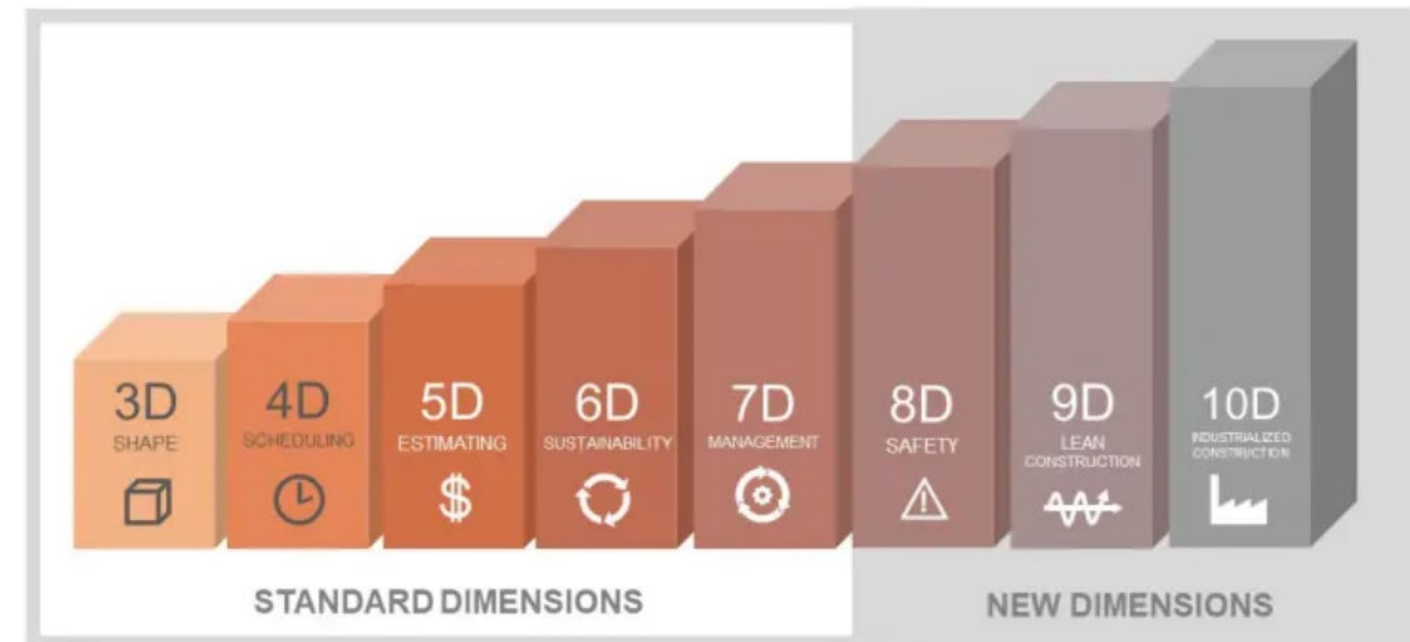 3D
SHAPE
4D
SCHEDULING
5D
ESTIMATING
$
6D
SUSTAINABILITY
7D
MANAGEMENT
8D
SAFETY
9D
LEAN
CONSTRUCTION
10D
INDUSTRIALIZED
CONSTRUCTION
STANDARD DIMENSIONS
NEW DIMENSIONS